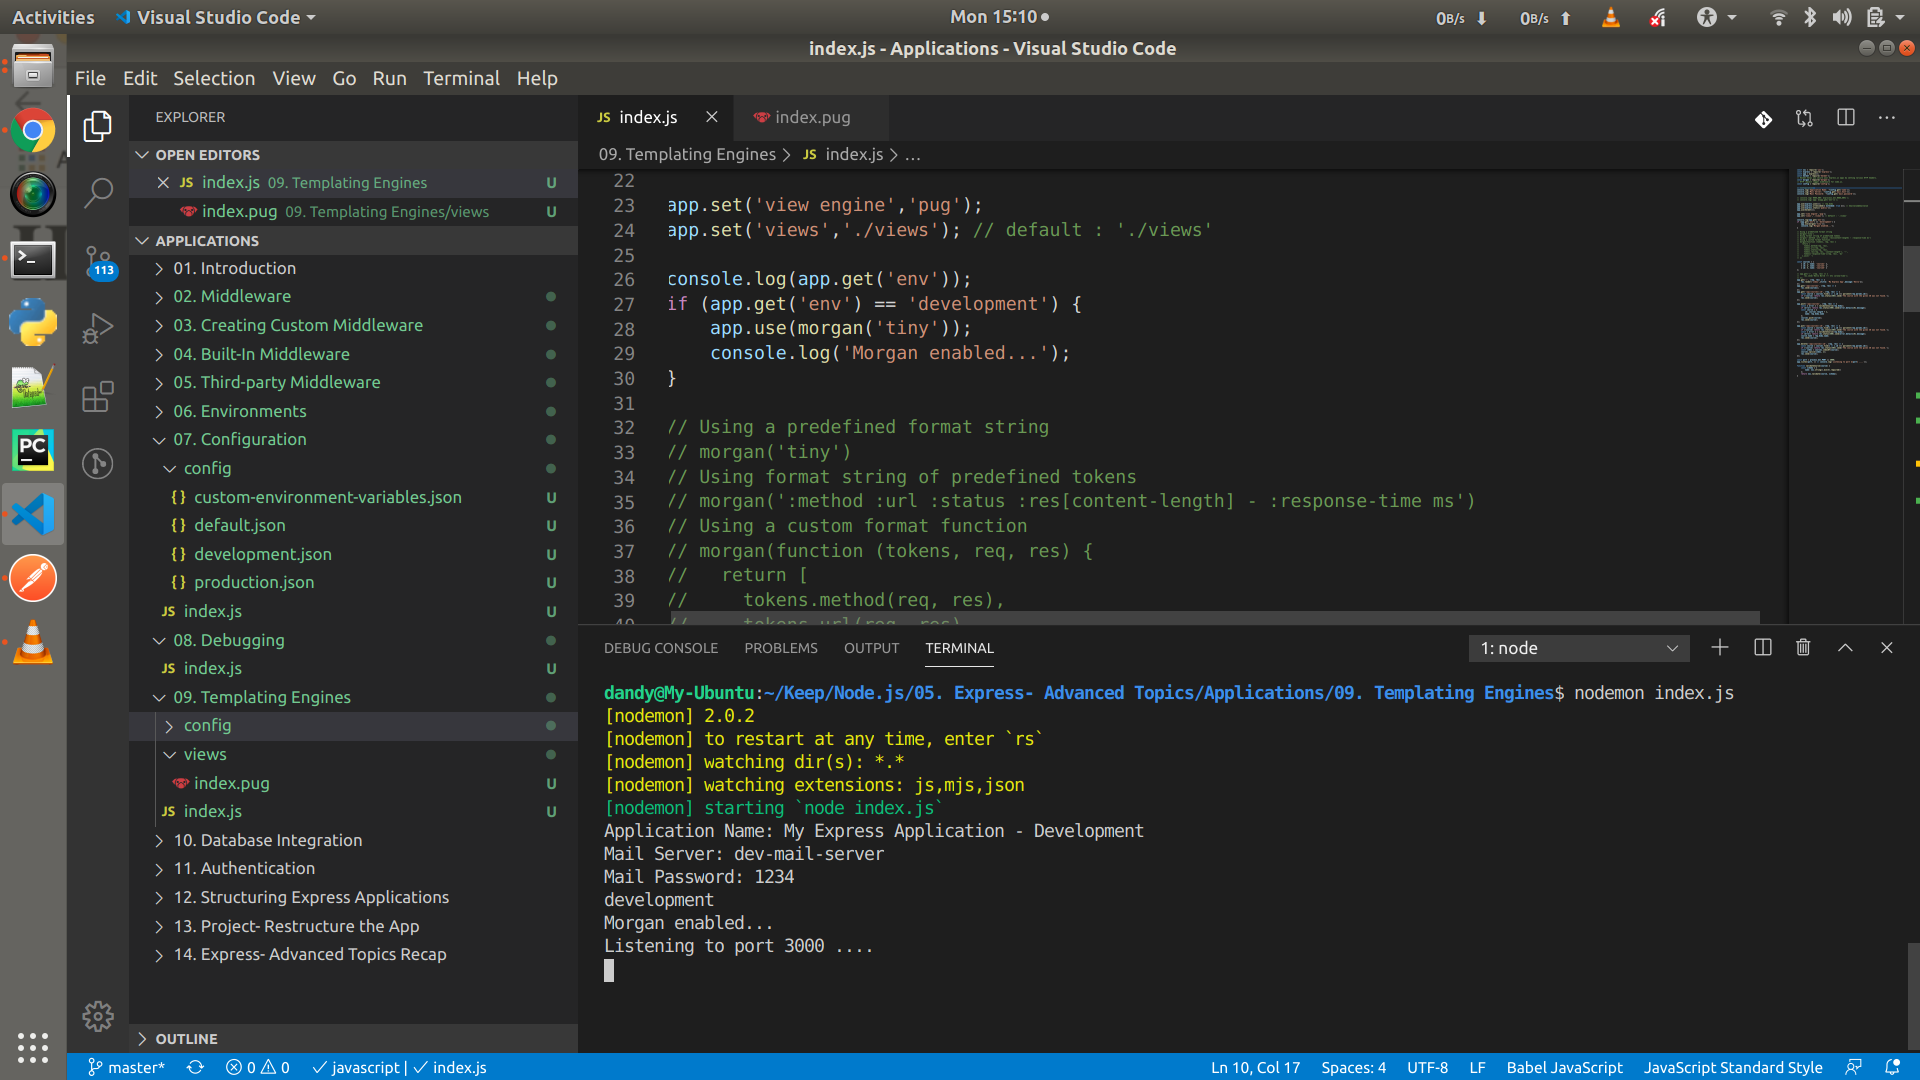 Activities
Visual Studio Code
Mon 15:10
0B/s
0B/s
index.js - Applications - Visual Studio Code
File Edit Selection View Go Run Terminal Help
EXPLORER
OPEN EDITORS
JS index.js 09. Templating Engines U
index.pug 09. Templating Engines/views U
APPLICATIONS
01. Introduction
02. Middleware
03. Creating Custom Middleware
04. Built-In Middleware
05. Third-party Middleware
06. Environments
07. Configuration
config
{} custom-environment-variables.json U
{} default.json U
{} development.json U
{} production.json U
JS index.js U
08. Debugging
JS index.js U
09. Templating Engines
config
views
index.pug U
JS index.js U
10. Database Integration
11. Authentication
12. Structuring Express Applications
13. Project- Restructure the App
14. Express- Advanced Topics Recap
OUTLINE
113
PC
JS index.js
index.pug
09. Templating Engines > JS index.js > ...
22
23 app.set('view engine','pug');
24 app.set('views','./views'); // default : './views'
25
26 console.log(app.get('env'));
27 if (app.get('env') == 'development') {
28 app.use(morgan('tiny'));
29 console.log('Morgan enabled...');
30 }
31
32 // Using a predefined format string
33 // morgan('tiny')
34 // Using format string of predefined tokens
35 // morgan(':method :url :status :res[content-length] - :response-time ms')
36 // Using a custom format function
37 // morgan(function (tokens, req, res) {
38 // return [
39 // tokens.method(req, res),
40 // tokens.url(req, res)
DEBUG CONSOLE PROBLEMS OUTPUT TERMINAL
1: node
dandy@My-Ubuntu:~/Keep/Node.js/05. Express- Advanced Topics/Applications/09. Templating Engines$ nodemon index.js
[nodemon] 2.0.2
[nodemon] to restart at any time, enter `rs`
[nodemon] watching dir(s): *.*
[nodemon] watching extensions: js,mjs,json
[nodemon] starting `node index.js`
Application Name: My Express Application - Development
Mail Server: dev-mail-server
Mail Password: 1234
development
Morgan enabled...
Listening to port 3000 ....
master* 0 0 javascript | index.js
Ln 10, Col 17 Spaces: 4 UTF-8 LF Babel JavaScript JavaScript Standard Style